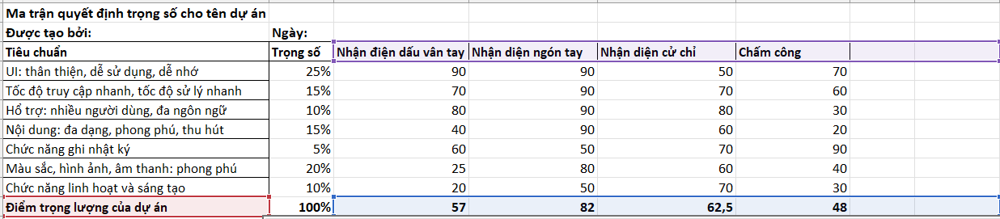 Ma trận quyết định trọng số cho tên dự án
Được tạo bởi: Ngày:
Tiêu chuẩn Trọng số Nhận điện dấu vân tay Nhận diện ngón tay Nhận diện cử chỉ Chấm công
UI: thân thiện, dễ sử dụng, dễ nhớ 25% 90 90 50 70
Tốc độ truy cập nhanh, tốc độ sử lý nhanh 15% 70 90 70 60
Hổ trợ: nhiều người dùng, đa ngôn ngữ 10% 80 90 80 30
Nội dung: đa dạng, phong phú, thu hút 15% 40 90 60 20
Chức năng ghi nhật ký 5% 60 50 70 90
Màu sắc, hình ảnh, âm thanh: phong phú 20% 25 80 60 40
Chức năng linh hoạt và sáng tạo 10% 20 50 70 30
Điểm trọng lượng của dự án 100% 57 82 62,5 48